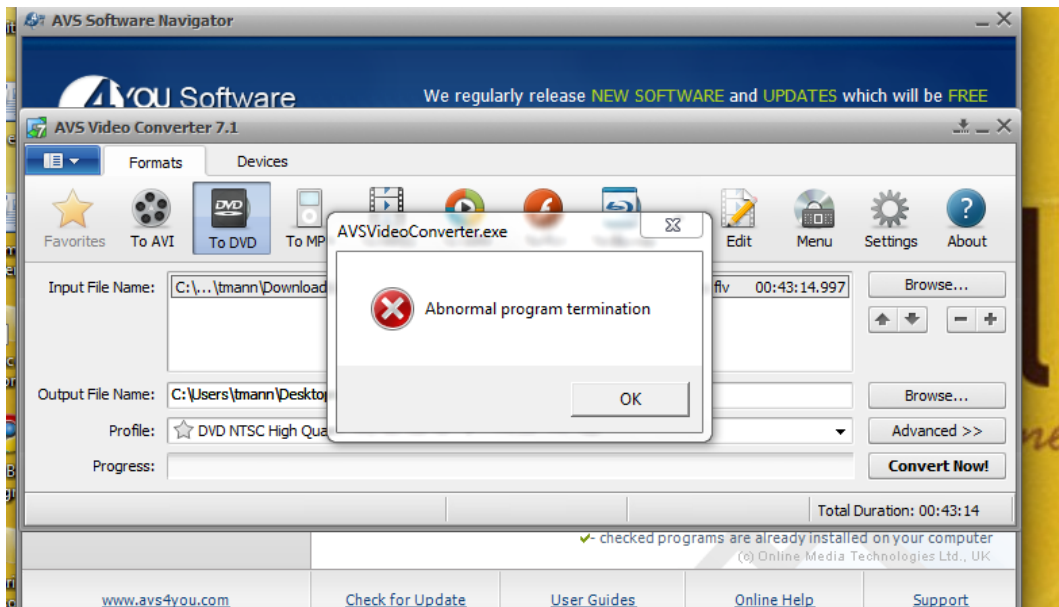 AVS Software Navigator
4YOU Software
We regularly release NEW SOFTWARE and UPDATES which will be FREE
AVS Video Converter 7.1
Formats Devices
DVD
Favorites To AVI To DVD To MP Edit Menu Settings About
AVSVideoConverter.exe
Abnormal program termination
OK
Input File Name: C:\...\tmann\Download flv 00:43:14.997 Browse...
Output File Name: C:\Users\tmann\Desktop Browse...
Profile: DVD NTSC High Qua Advanced >>
Progress: Convert Now!
Total Duration: 00:43:14
- checked programs are already installed on your computer
(c) Online Media Technologies Ltd., UK
www.avs4you.com Check for Update User Guides Online Help Support